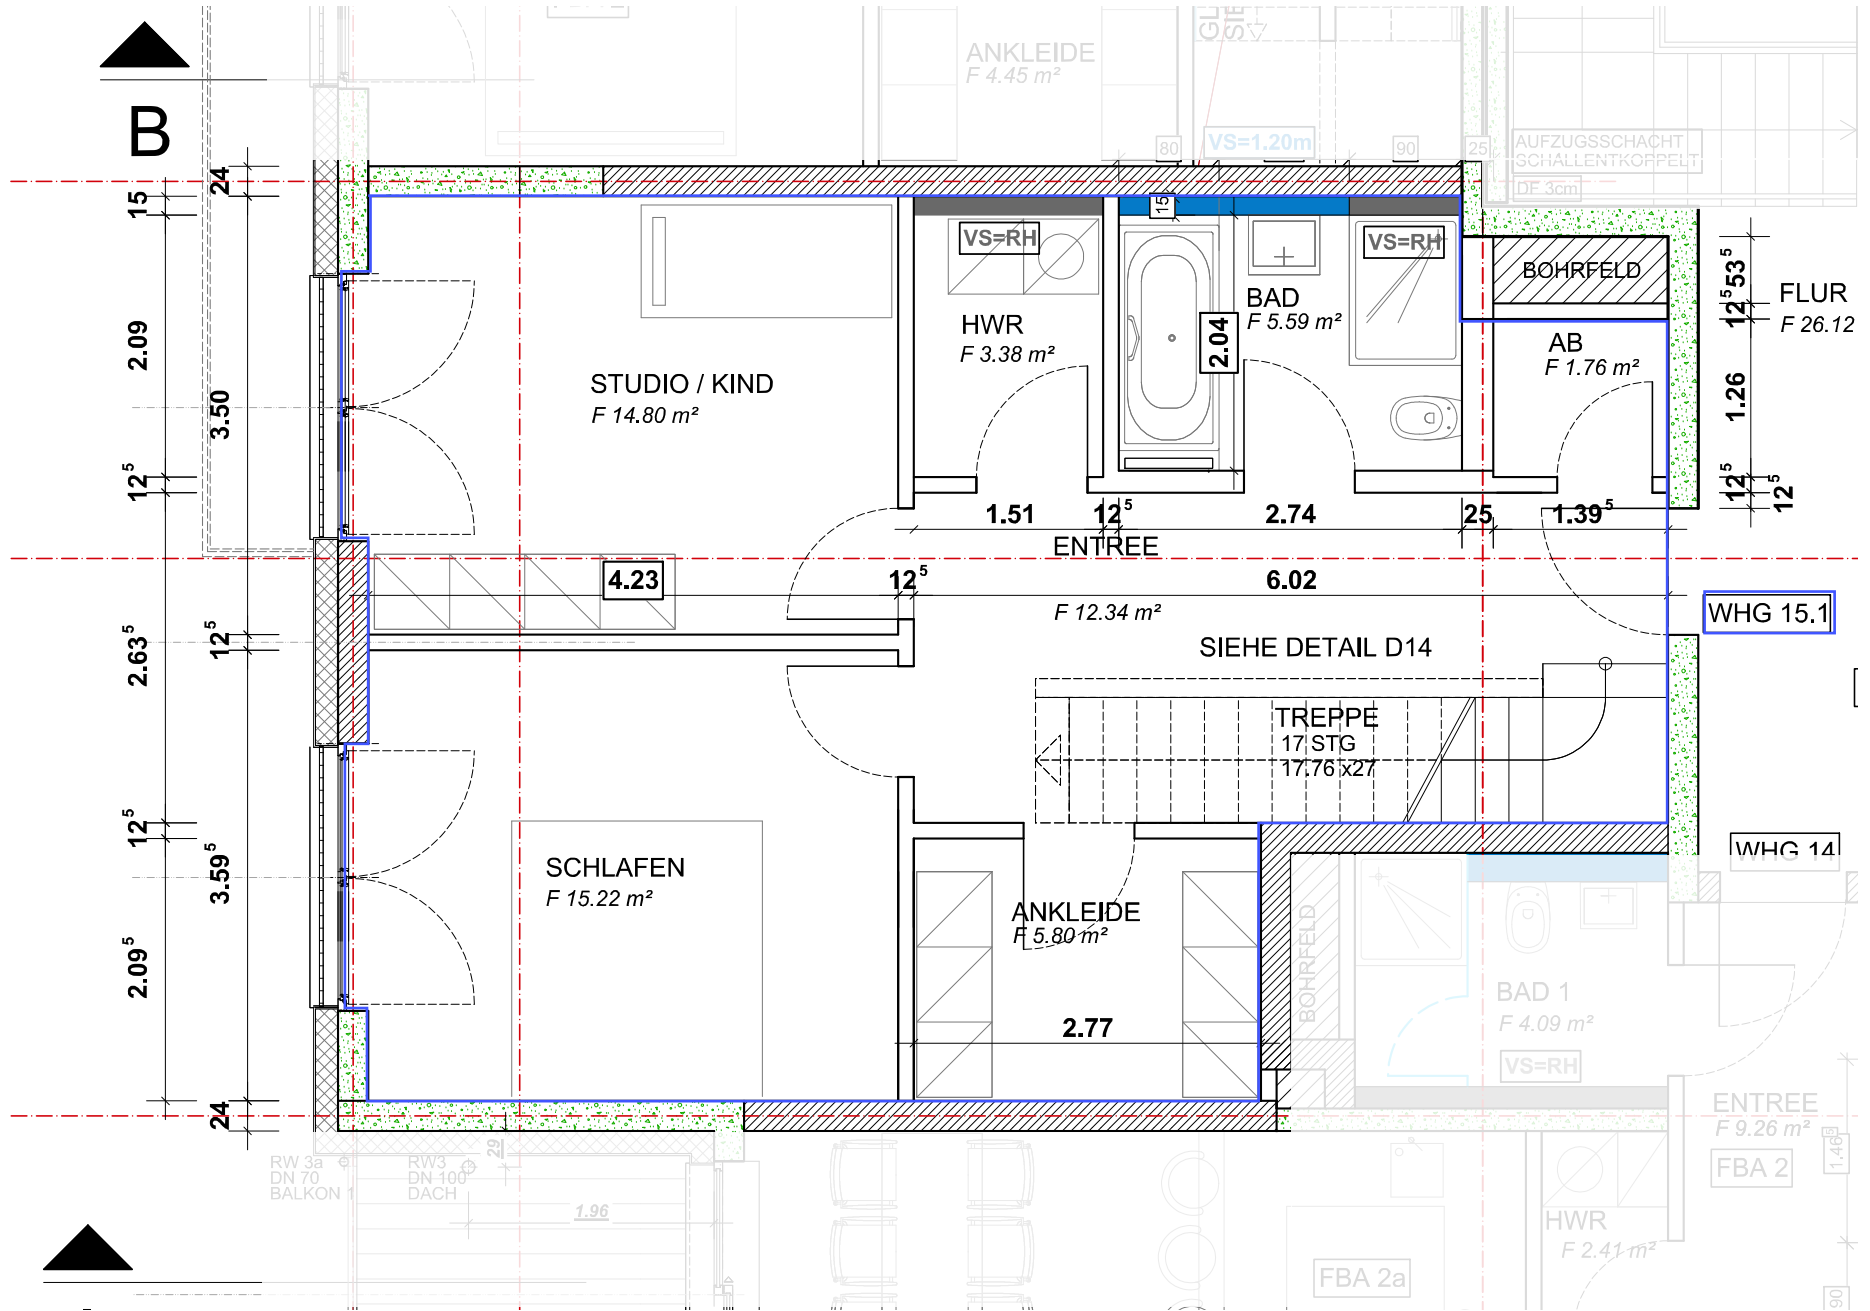 ANKLEIDE
F 4.45 m²
B
80
VS=1.20m
90
25
AUFZUGSSCHACHT
SCHALLENTKOPPELT
DF 3cm
24
15
15
VS=RH
VS=RH
BOHRFELD
53⁵
12⁵
FLUR
F 26.12
BAD
F 5.59 m²
HWR
F 3.38 m²
2.04
AB
F 1.76 m²
2.09
3.50
STUDIO / KIND
F 14.80 m²
1.26
12⁵
12⁵
12⁵
1.51
12⁵
2.74
25
1.39⁵
ENTREE
4.23
12⁵
6.02
F 12.34 m²
WHG 15.1
12⁵
2.63⁵
SIEHE DETAIL D14
TREPPE
17 STG
17.76 x27
12⁵
3.59⁵
SCHLAFEN
F 15.22 m²
WHG 14
ANKLEIDE
F 5.80 m²
BOHRFELD
2.09⁵
BAD 1
F 4.09 m²
2.77
VS=RH
24
ENTREE
F 9.26 m²
29
RW 3a
DN 70
BALKON 1
RW3
DN 100
DACH
1.46⁵
FBA 2
1.96
HWR
F 2.41 m²
FBA 2a
90